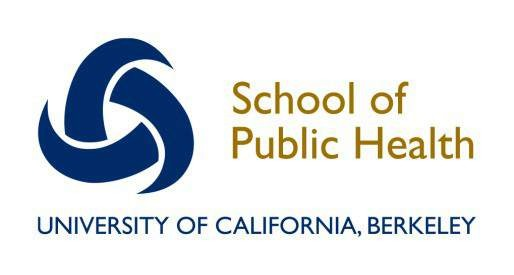 School of
Public Health
UNIVERSITY OF CALIFORNIA, BERKELEY